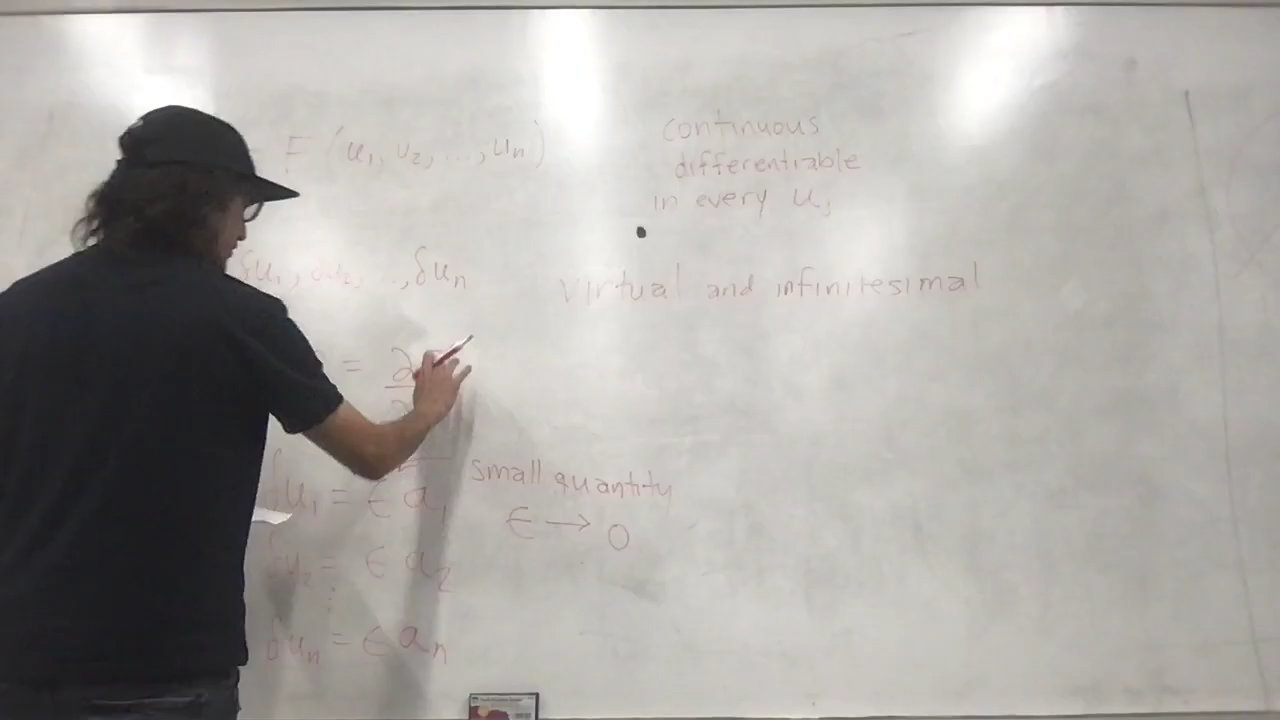 = F (u₁, u₂, ..., uₙ)
continuous
differentiable
in every uⱼ
δu₁, δu₂, .., δuₙ
virtual and infinitesimal
= ∂
δu₁ = ϵ a₁
small quantity
ϵ → 0
δu₂ = ϵ a₂
⋮
δuₙ = ϵ aₙ